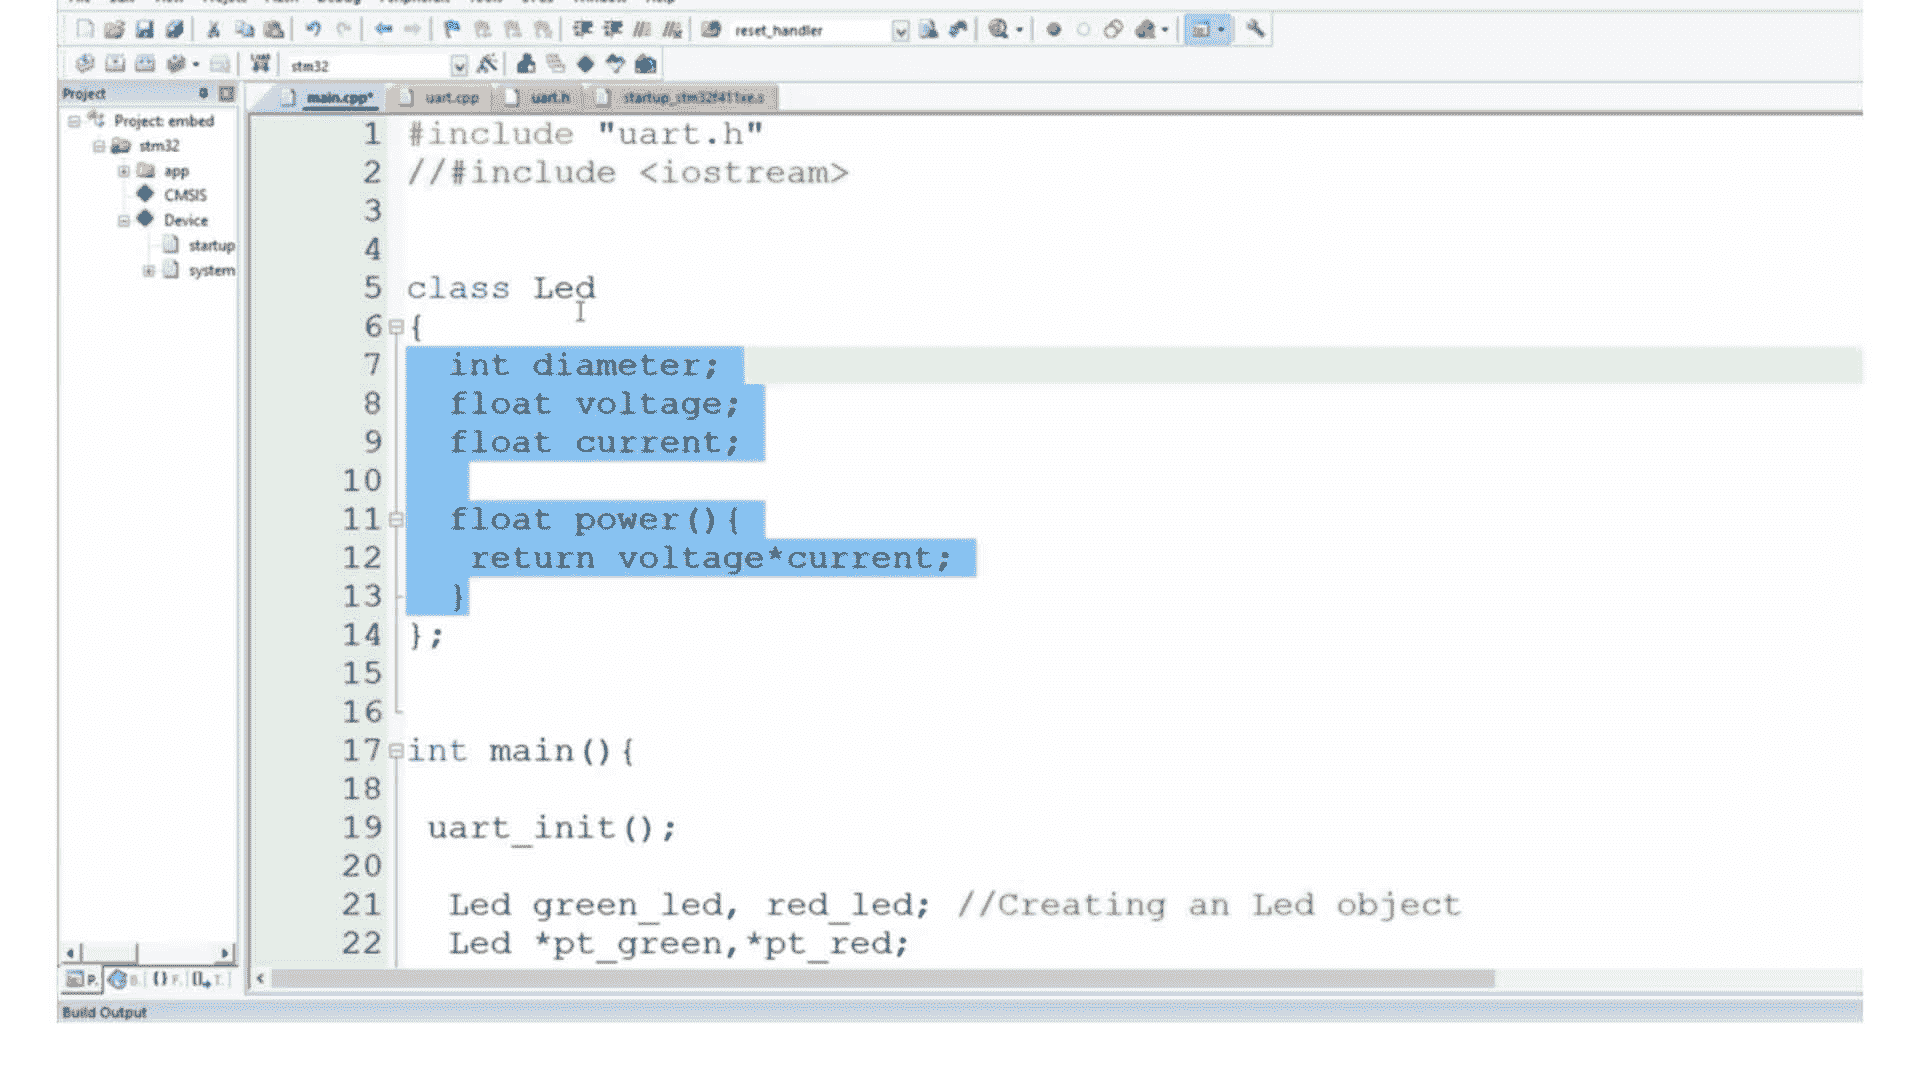 reset_handler
stm32
Project
main.cpp*
uart.cpp
uart.h
startup_stm32f411xe.s
Project: embed
stm32
app
CMSIS
Device
startup
system
1 #include "uart.h"
2 //#include <iostream>
3
4
5 class Led
6 {
7 int diameter;
8 float voltage;
9 float current;
10
11 float power(){
12 return voltage*current;
13 }
14 };
15
16
17 int main(){
18
19 uart_init();
20
21 Led green_led, red_led; //Creating an Led object
22 Led *pt_green,*pt_red;
Build Output